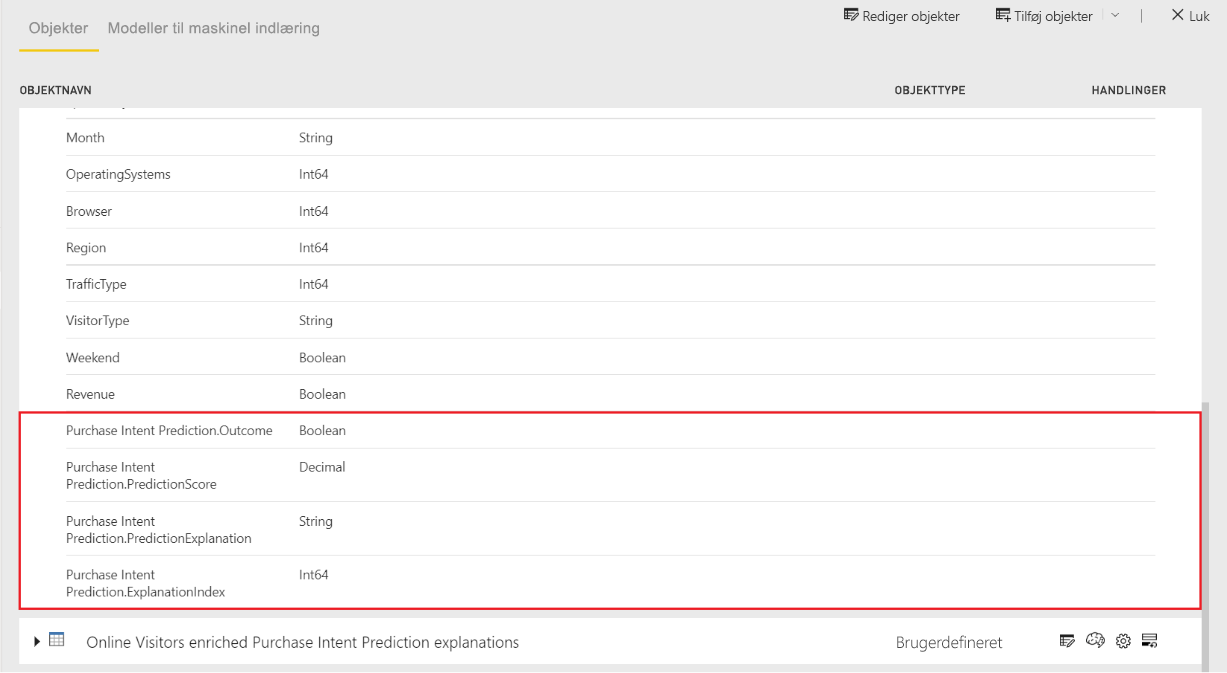 Objekter Modeller til maskinel indlæring Rediger objekter Tilføj objekter Luk
OBJEKTNAVN OBJEKTTYPE HANDLINGER
Month String
OperatingSystems Int64
Browser Int64
Region Int64
TrafficType Int64
VisitorType String
Weekend Boolean
Revenue Boolean
Purchase Intent Prediction.Outcome Boolean
Purchase Intent Decimal
Prediction.PredictionScore
Purchase Intent String
Prediction.PredictionExplanation
Purchase Intent Int64
Prediction.ExplanationIndex
Online Visitors enriched Purchase Intent Prediction explanations Brugerdefineret